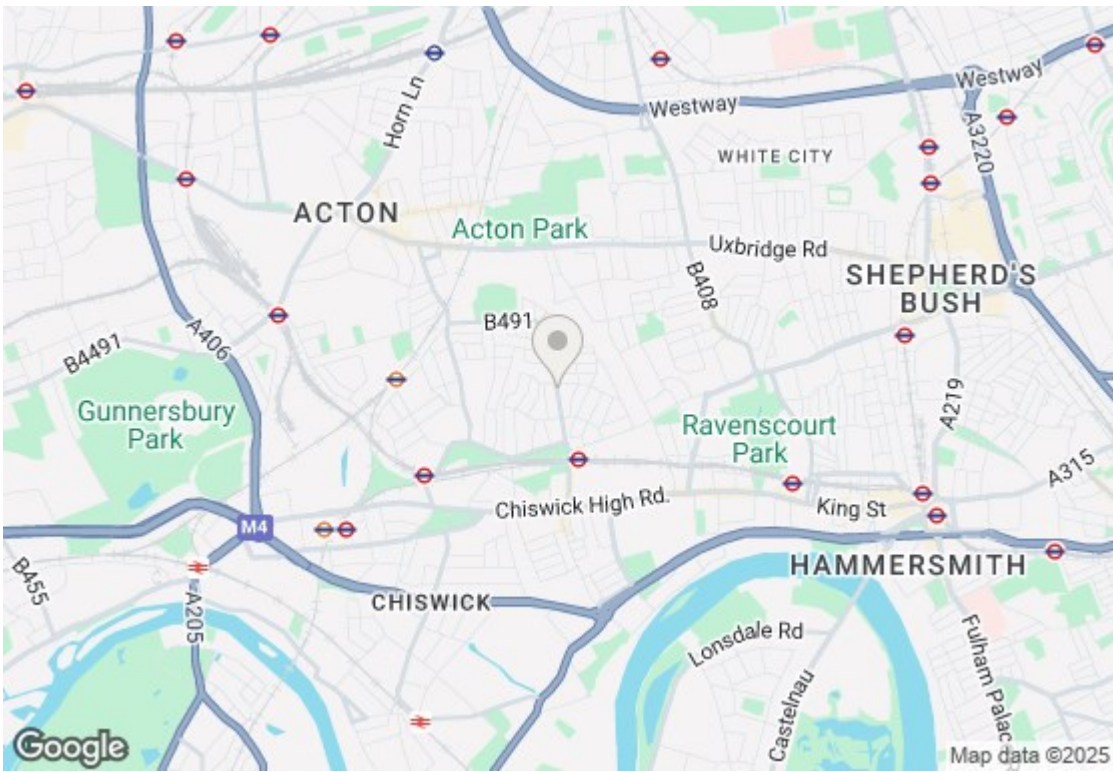 Westway
Westway
Horn Ln
A3220
WHITE CITY
ACTON
Acton Park
Uxbridge Rd
SHEPHERD'S
BUSH
B408
B491
A406
B4491
Gunnersbury
Park
A219
Ravenscourt
Park
A315
Chiswick High Rd.
King St
M4
HAMMERSMITH
B455
A205
CHISWICK
Lonsdale Rd
Fulham Palac
Castelnau
Google
Map data ©2025